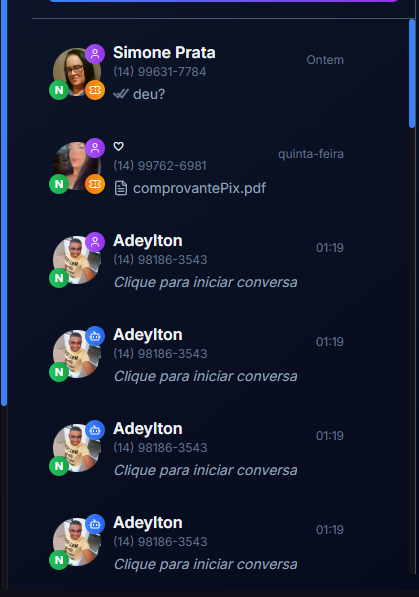 Simone Prata
Ontem
(14) 99631-7784
N
deu?
♡
quinta-feira
(14) 99762-6981
N
comprovantePix.pdf
Adeylton
01:19
(14) 98186-3543
N
Clique para iniciar conversa
Adeylton
01:19
(14) 98186-3543
N
Clique para iniciar conversa
Adeylton
01:19
(14) 98186-3543
N
Clique para iniciar conversa
Adeylton
01:19
(14) 98186-3543
N
Clique para iniciar conversa